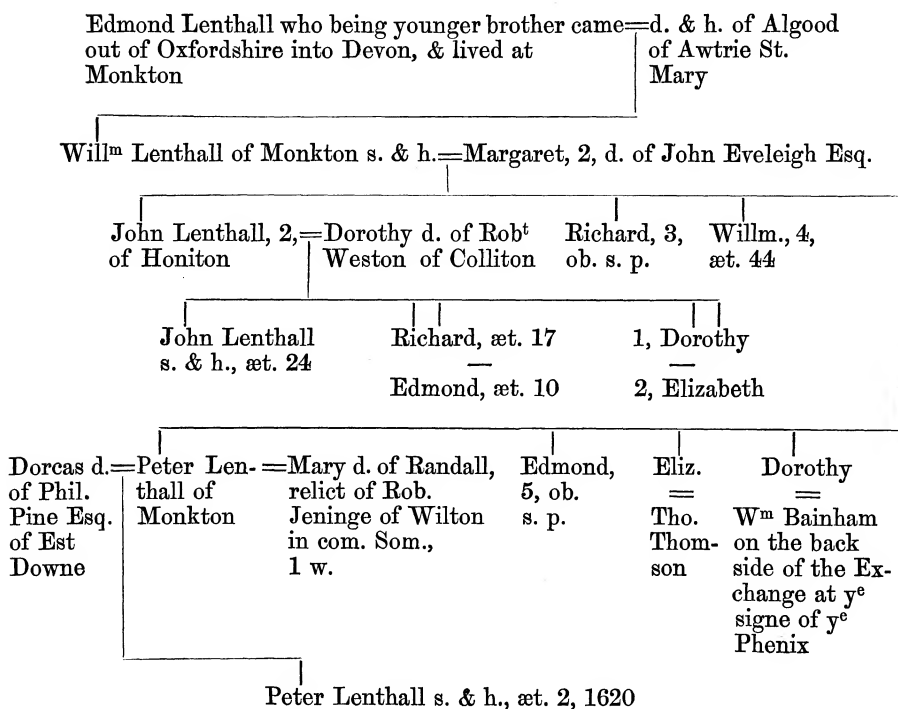 Edmond Lenthall who being younger brother came=d. & h. of Algood
out of Oxfordshire into Devon, & lived at
Monkton
of Awtrie St.
Mary
Willᵐ Lenthall of Monkton s. & h.=Margaret, 2, d. of John Eveleigh Esq.
John Lenthall, 2,=Dorothy d. of Robᵗ
of Honiton
Weston of Colliton
Richard, 3,
ob. s. p.
Willm., 4,
æt. 44
John Lenthall
s. & h., æt. 24
Richard, æt. 17
—
Edmond, æt. 10
1, Dorothy
—
2, Elizabeth
Dorcas d.=Peter Len-=Mary d. of Randall,
of Phil.
Pine Esq.
of Est
Downe
thall of
Monkton
relict of Rob.
Jeninge of Wilton
in com. Som.,
1 w.
Edmond,
5, ob.
s. p.
Eliz.
=
Tho.
Thom-
son
Dorothy
=
Wᵐ Bainham
on the back
side of the Ex-
change at yᵉ
signe of yᵉ
Phenix
Peter Lenthall s. & h., æt. 2, 1620